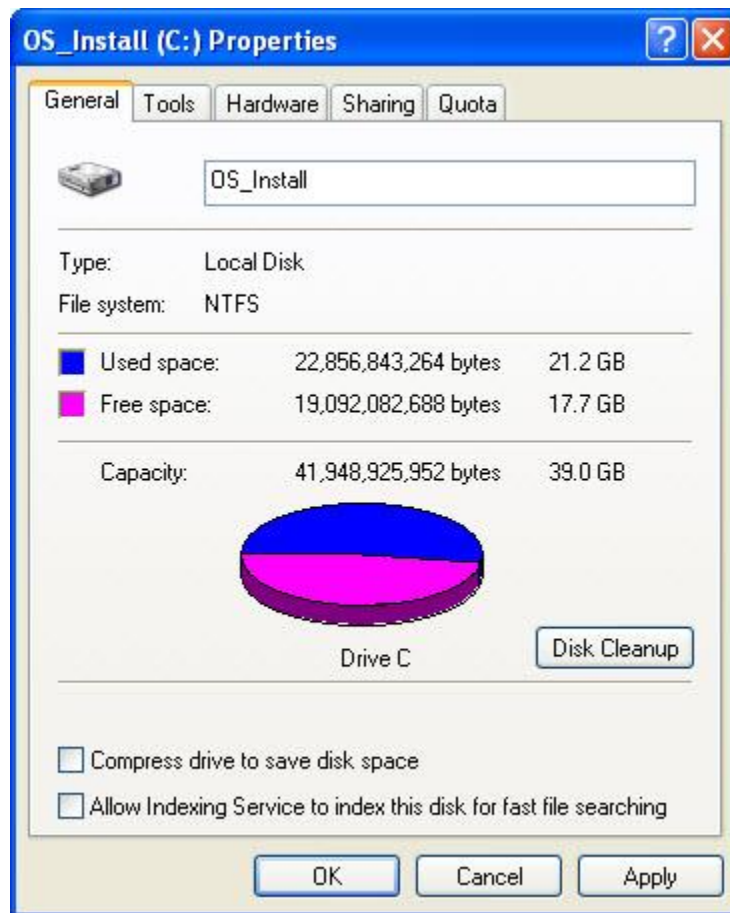 OS_Install (C:) Properties
General Tools Hardware Sharing Quota
OS_Install
Type: Local Disk
File system: NTFS
Used space: 22,856,843,264 bytes 21.2 GB
Free space: 19,092,082,688 bytes 17.7 GB
Capacity: 41,948,925,952 bytes 39.0 GB
Drive C
Disk Cleanup
Compress drive to save disk space
Allow Indexing Service to index this disk for fast file searching
OK Cancel Apply